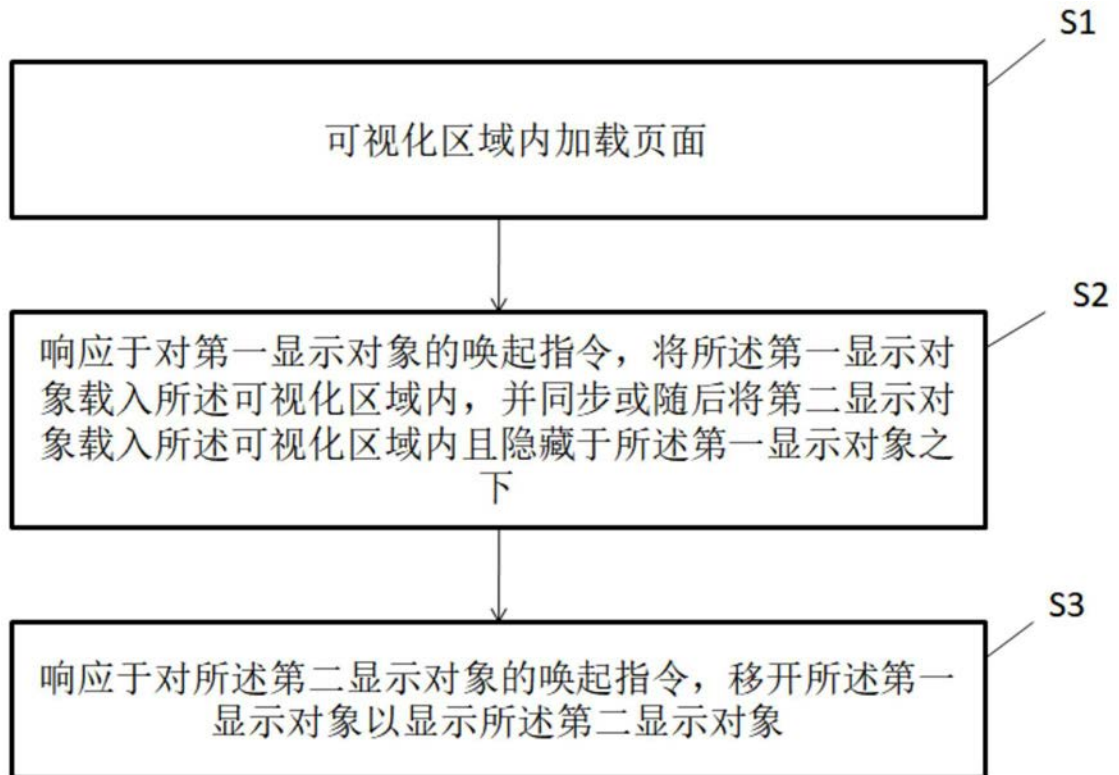 S1
可视化区域内加载页面
S2
响应于对第一显示对象的唤起指令，将所述第一显示对
象载入所述可视化区域内，并同步或随后将第二显示对
象载入所述可视化区域内且隐藏于所述第一显示对象之
下
S3
响应于对所述第二显示对象的唤起指令，移开所述第一
显示对象以显示所述第二显示对象